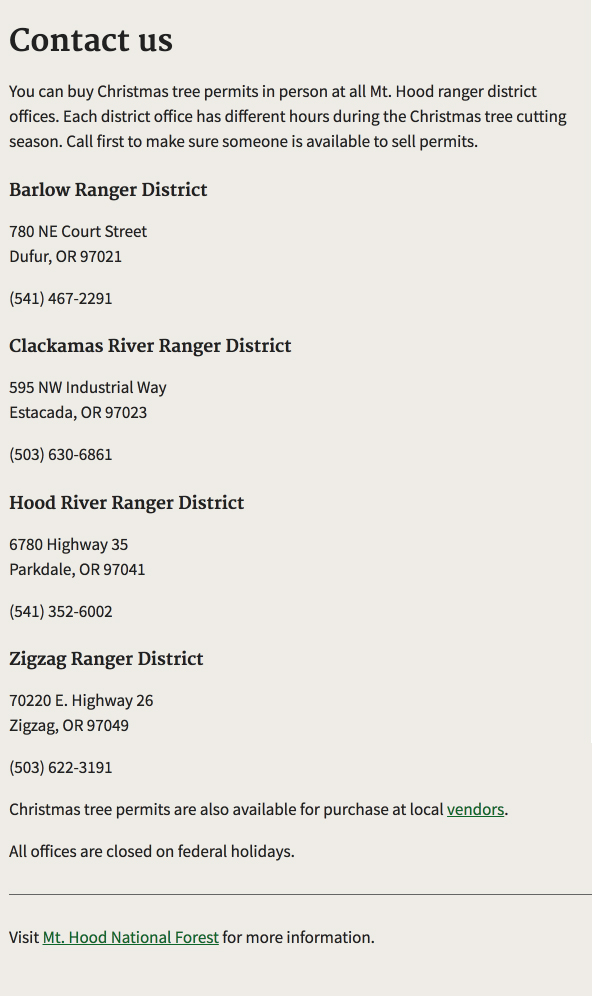 Contact us
You can buy Christmas tree permits in person at all Mt. Hood ranger district
offices. Each district office has different hours during the Christmas tree cutting
season. Call first to make sure someone is available to sell permits.
Barlow Ranger District
780 NE Court Street
Dufur, OR 97021
(541) 467-2291
Clackamas River Ranger District
595 NW Industrial Way
Estacada, OR 97023
(503) 630-6861
Hood River Ranger District
6780 Highway 35
Parkdale, OR 97041
(541) 352-6002
Zigzag Ranger District
70220 E. Highway 26
Zigzag, OR 97049
(503) 622-3191
Christmas tree permits are also available for purchase at local vendors.
All offices are closed on federal holidays.
Visit Mt. Hood National Forest for more information.